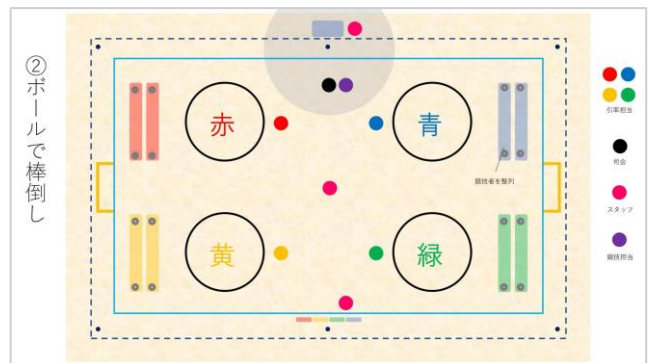 ②ボールで棒倒し
赤
青
黄
緑
競技者を整列
引率担当
司会
スタッフ
競技担当